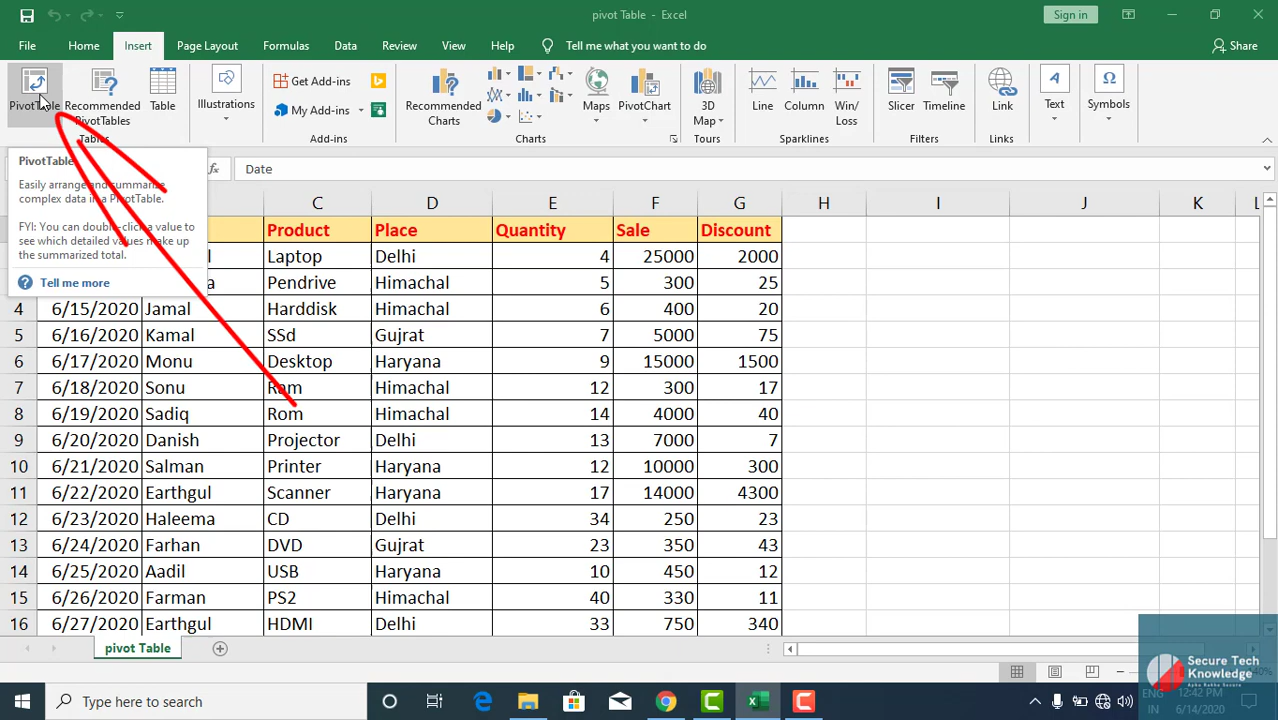 pivot Table - Excel
Sign in
File Home Insert Page Layout Formulas Data Review View Help Tell me what you want to do Share
PivotTable Recommended PivotTables Table
Illustrations
Get Add-ins
My Add-ins
Recommended Charts
Maps PivotChart
3D Map
Line Column Win/Loss
Slicer Timeline
Link
Text
Symbols
Tables Add-ins Charts Tours Sparklines Filters Links
PivotTable
Easily arrange and summarize
complex data in a PivotTable.
FYI: You can double-click a value to
see which detailed values make up
the summarized total.
Tell me more
fx Date
C D E F G H I J K L
Product Place Quantity Sale Discount
Laptop Delhi 4 25000 2000
Pendrive Himachal 5 300 25
4 6/15/2020 Jamal Harddisk Himachal 6 400 20
5 6/16/2020 Kamal SSd Gujrat 7 5000 75
6 6/17/2020 Monu Desktop Haryana 9 15000 1500
7 6/18/2020 Sonu Ram Himachal 12 300 17
8 6/19/2020 Sadiq Rom Himachal 14 4000 40
9 6/20/2020 Danish Projector Delhi 13 7000 7
10 6/21/2020 Salman Printer Haryana 12 10000 300
11 6/22/2020 Earthgul Scanner Haryana 17 14000 4300
12 6/23/2020 Haleema CD Delhi 34 250 23
13 6/24/2020 Farhan DVD Gujrat 23 350 43
14 6/25/2020 Aadil USB Haryana 10 450 12
15 6/26/2020 Farman PS2 Himachal 40 330 11
16 6/27/2020 Earthgul HDMI Delhi 33 750 340
pivot Table
Secure Tech
Knowledge
Type here to search
ENG
IN
12:42 PM
6/14/2020